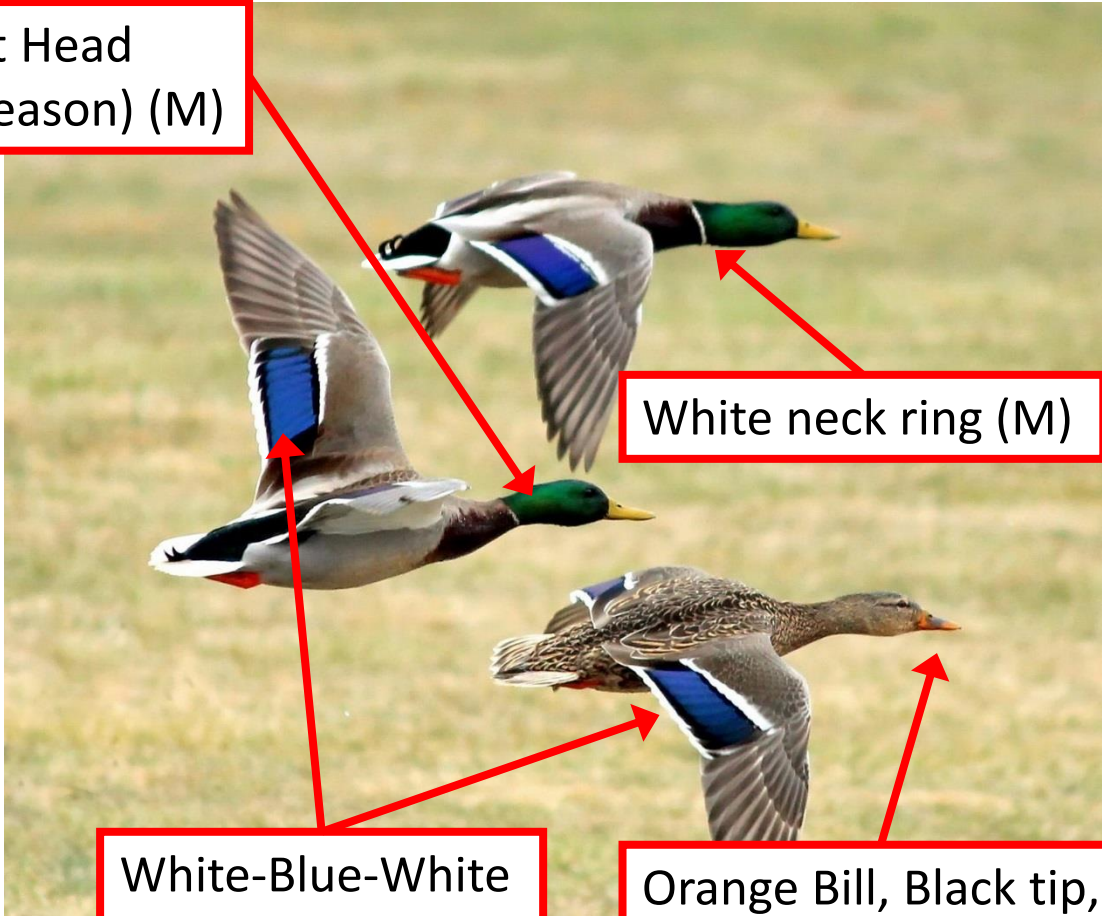 t Head
eason) (M)
White neck ring (M)
White-Blue-White
Orange Bill, Black tip,